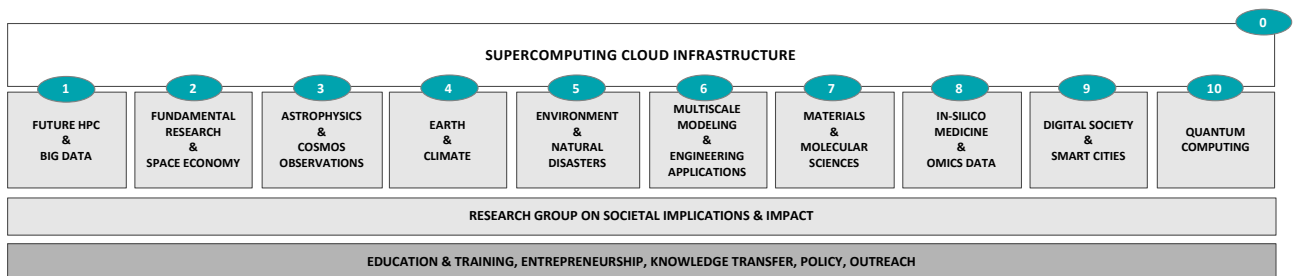 0
SUPERCOMPUTING CLOUD INFRASTRUCTURE
1
FUTURE HPC
&
BIG DATA
2
FUNDAMENTAL
RESEARCH
&
SPACE ECONOMY
3
ASTROPHYSICS
&
COSMOS
OBSERVATIONS
4
EARTH
&
CLIMATE
5
ENVIRONMENT
&
NATURAL
DISASTERS
6
MULTISCALE
MODELING
&
ENGINEERING
APPLICATIONS
7
MATERIALS
&
MOLECULAR
SCIENCES
8
IN-SILICO
MEDICINE
&
OMICS DATA
9
DIGITAL SOCIETY
&
SMART CITIES
10
QUANTUM
COMPUTING
RESEARCH GROUP ON SOCIETAL IMPLICATIONS & IMPACT
EDUCATION & TRAINING, ENTREPRENEURSHIP, KNOWLEDGE TRANSFER, POLICY, OUTREACH